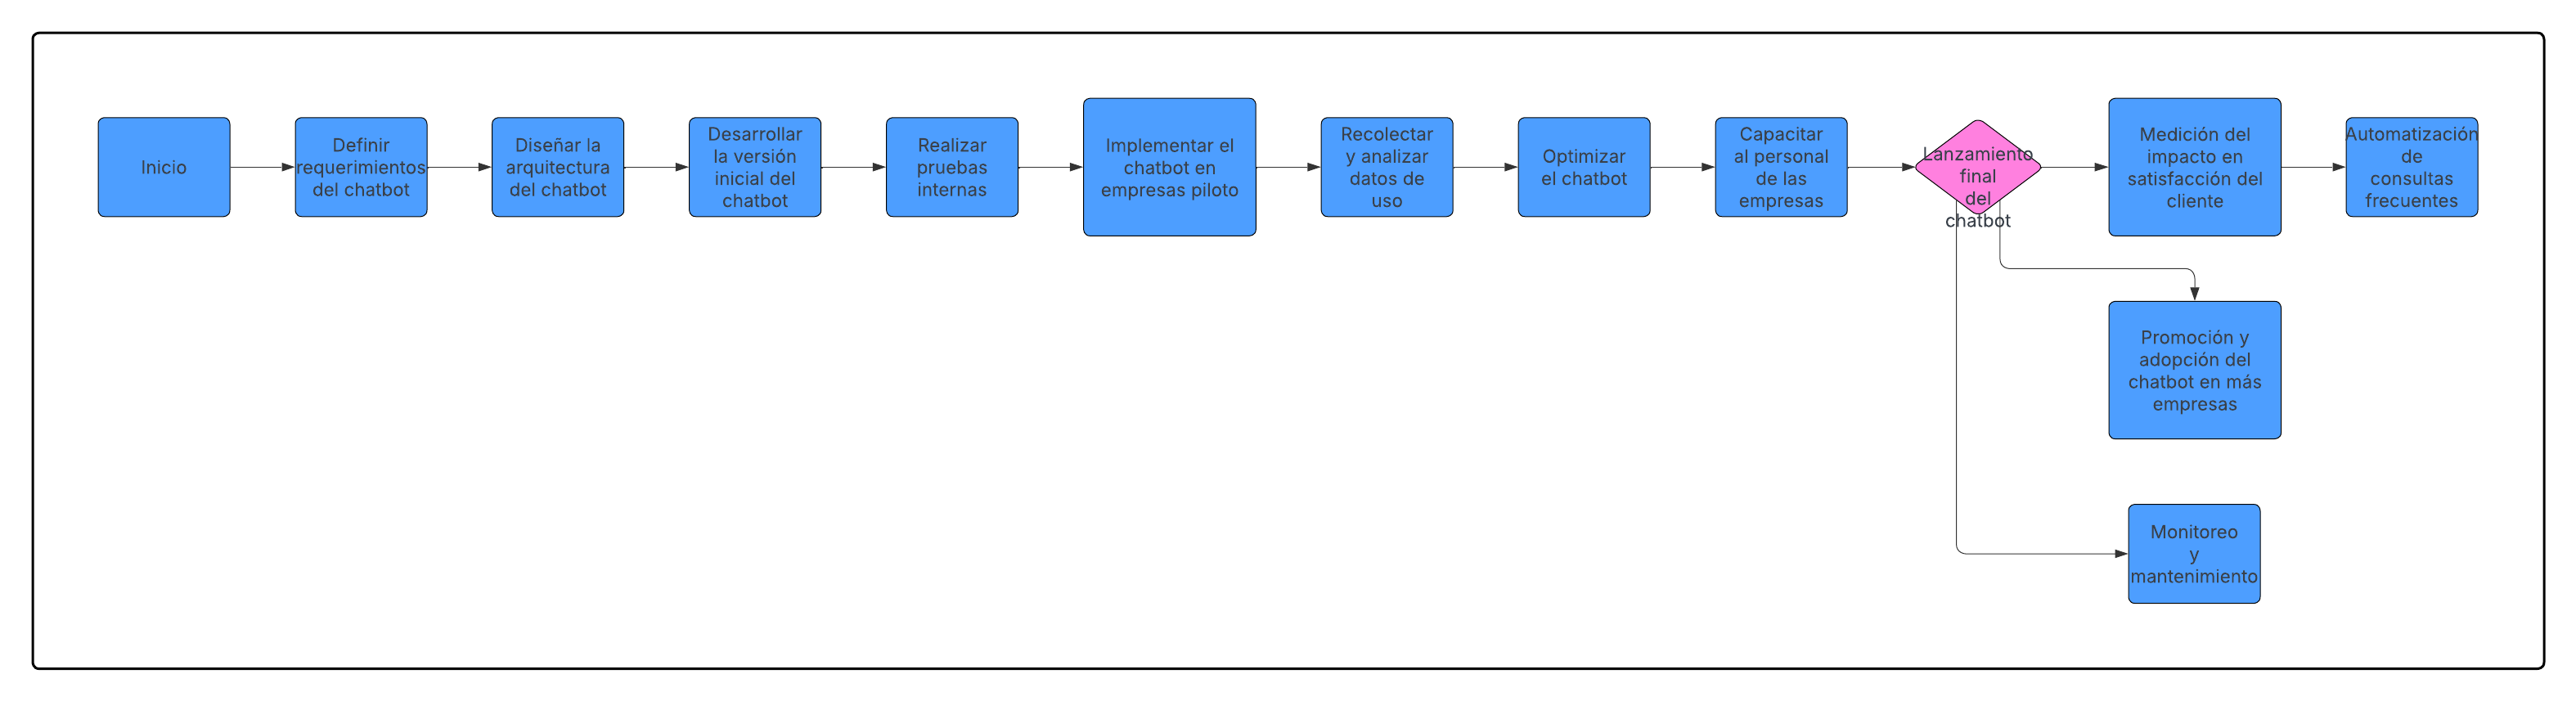 Inicio
Definir
requerimientos
del chatbot
Diseñar la
arquitectura
del chatbot
Desarrollar
la versión
inicial del
chatbot
Realizar
pruebas
internas
Implementar el
chatbot en
empresas piloto
Recolectar
y analizar
datos de
uso
Optimizar
el chatbot
Capacitar
al personal
de las
empresas
Lanzamiento
final
del
chatbot
Medición del
impacto en
satisfacción del
cliente
Automatización
de
consultas
frecuentes
Promoción y
adopción del
chatbot en más
empresas
Monitoreo
y
mantenimiento